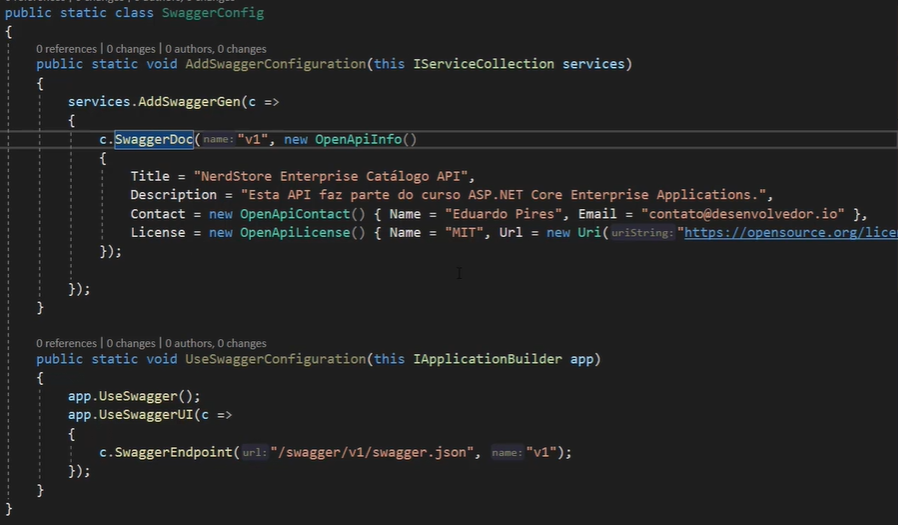 public static class SwaggerConfig
{
0 references | 0 changes | 0 authors, 0 changes
public static void AddSwaggerConfiguration(this IServiceCollection services)
{
services.AddSwaggerGen(c =>
{
c.SwaggerDoc(name: "v1", new OpenApiInfo()
{
Title = "NerdStore Enterprise Catálogo API",
Description = "Esta API faz parte do curso ASP.NET Core Enterprise Applications.",
Contact = new OpenApiContact() { Name = "Eduardo Pires", Email = "contato@desenvolvedor.io" },
License = new OpenApiLicense() { Name = "MIT", Url = new Uri(uriString: "https://opensource.org/lice
});
});
}
0 references | 0 changes | 0 authors, 0 changes
public static void UseSwaggerConfiguration(this IApplicationBuilder app)
{
app.UseSwagger();
app.UseSwaggerUI(c =>
{
c.SwaggerEndpoint(url: "/swagger/v1/swagger.json", name: "v1");
});
}
}